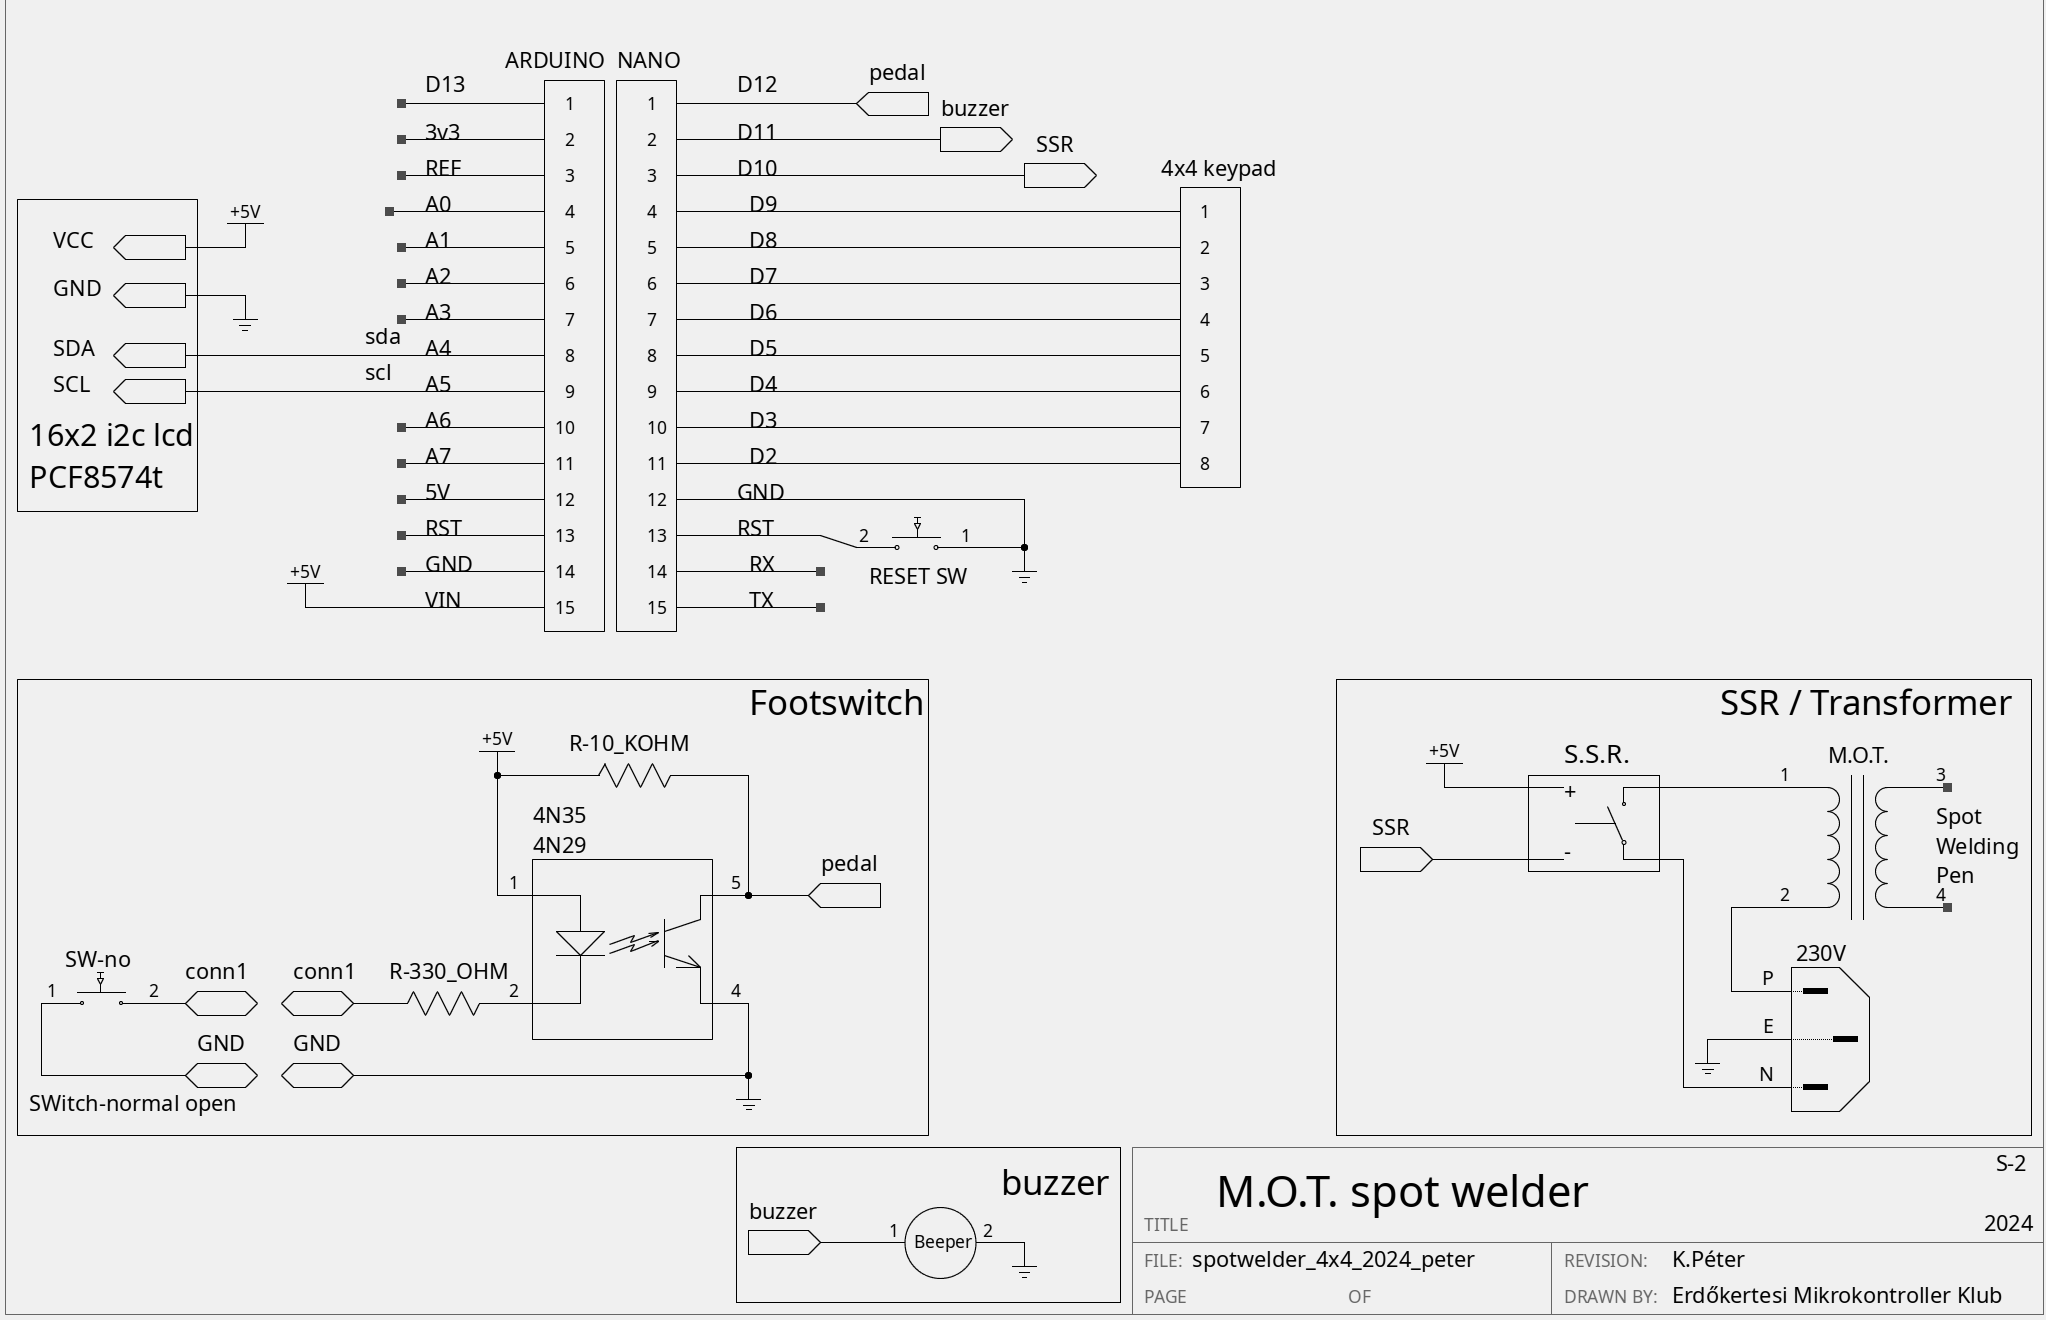 ARDUINO NANO
D13 1 1 D12 pedal
3v3 2 2 D11 buzzer
REF 3 3 D10 SSR
4x4 keypad
A0 4 4 D9 1
A1 5 5 D8 2
A2 6 6 D7 3
A3 7 7 D6 4
sda A4 8 8 D5 5
scl A5 9 9 D4 6
A6 10 10 D3 7
A7 11 11 D2 8
5V 12 12 GND
RST 13 13 RST 2 1
RESET SW
GND 14 14 RX
+5V
VIN 15 15 TX
VCC +5V
GND
SDA
SCL
16x2 i2c lcd
PCF8574t
Footswitch
+5V
R-10_KOHM
4N35
4N29
1 5
pedal
SW-no
1 2
conn1 conn1
R-330_OHM
2 4
GND GND
SWitch-normal open
SSR / Transformer
+5V
S.S.R.
M.O.T.
+
-
SSR
1 3
Spot
Welding
Pen
2 4
230V
P
E
N
buzzer
buzzer
1 Beeper 2
S-2
M.O.T. spot welder
TITLE
2024
FILE: spotwelder_4x4_2024_peter
REVISION: K.Péter
PAGE OF
DRAWN BY: Erdőkertesi Mikrokontroller Klub